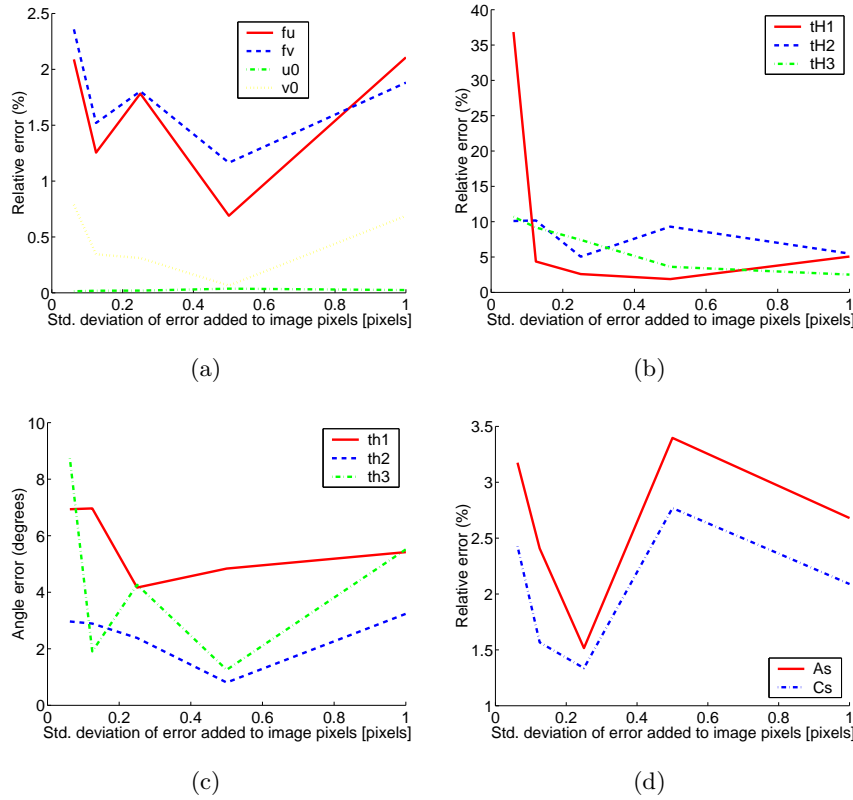 2.5
2
1.5
1
0.5
0
Relative error (%)
fu
fv
u0
v0
0 0.2 0.4 0.6 0.8 1
Std. deviation of error added to image pixels [pixels]
(a)
40
35
30
25
20
15
10
5
0
Relative error (%)
tH1
tH2
tH3
0 0.2 0.4 0.6 0.8 1
Std. deviation of error added to image pixels [pixels]
(b)
10
8
6
4
2
0
Angle error (degrees)
th1
th2
th3
0 0.2 0.4 0.6 0.8 1
Std. deviation of error added to image pixels [pixels]
(c)
3.5
3
2.5
2
1.5
1
Relative error (%)
As
Cs
0 0.2 0.4 0.6 0.8 1
Std. deviation of error added to image pixels [pixels]
(d)